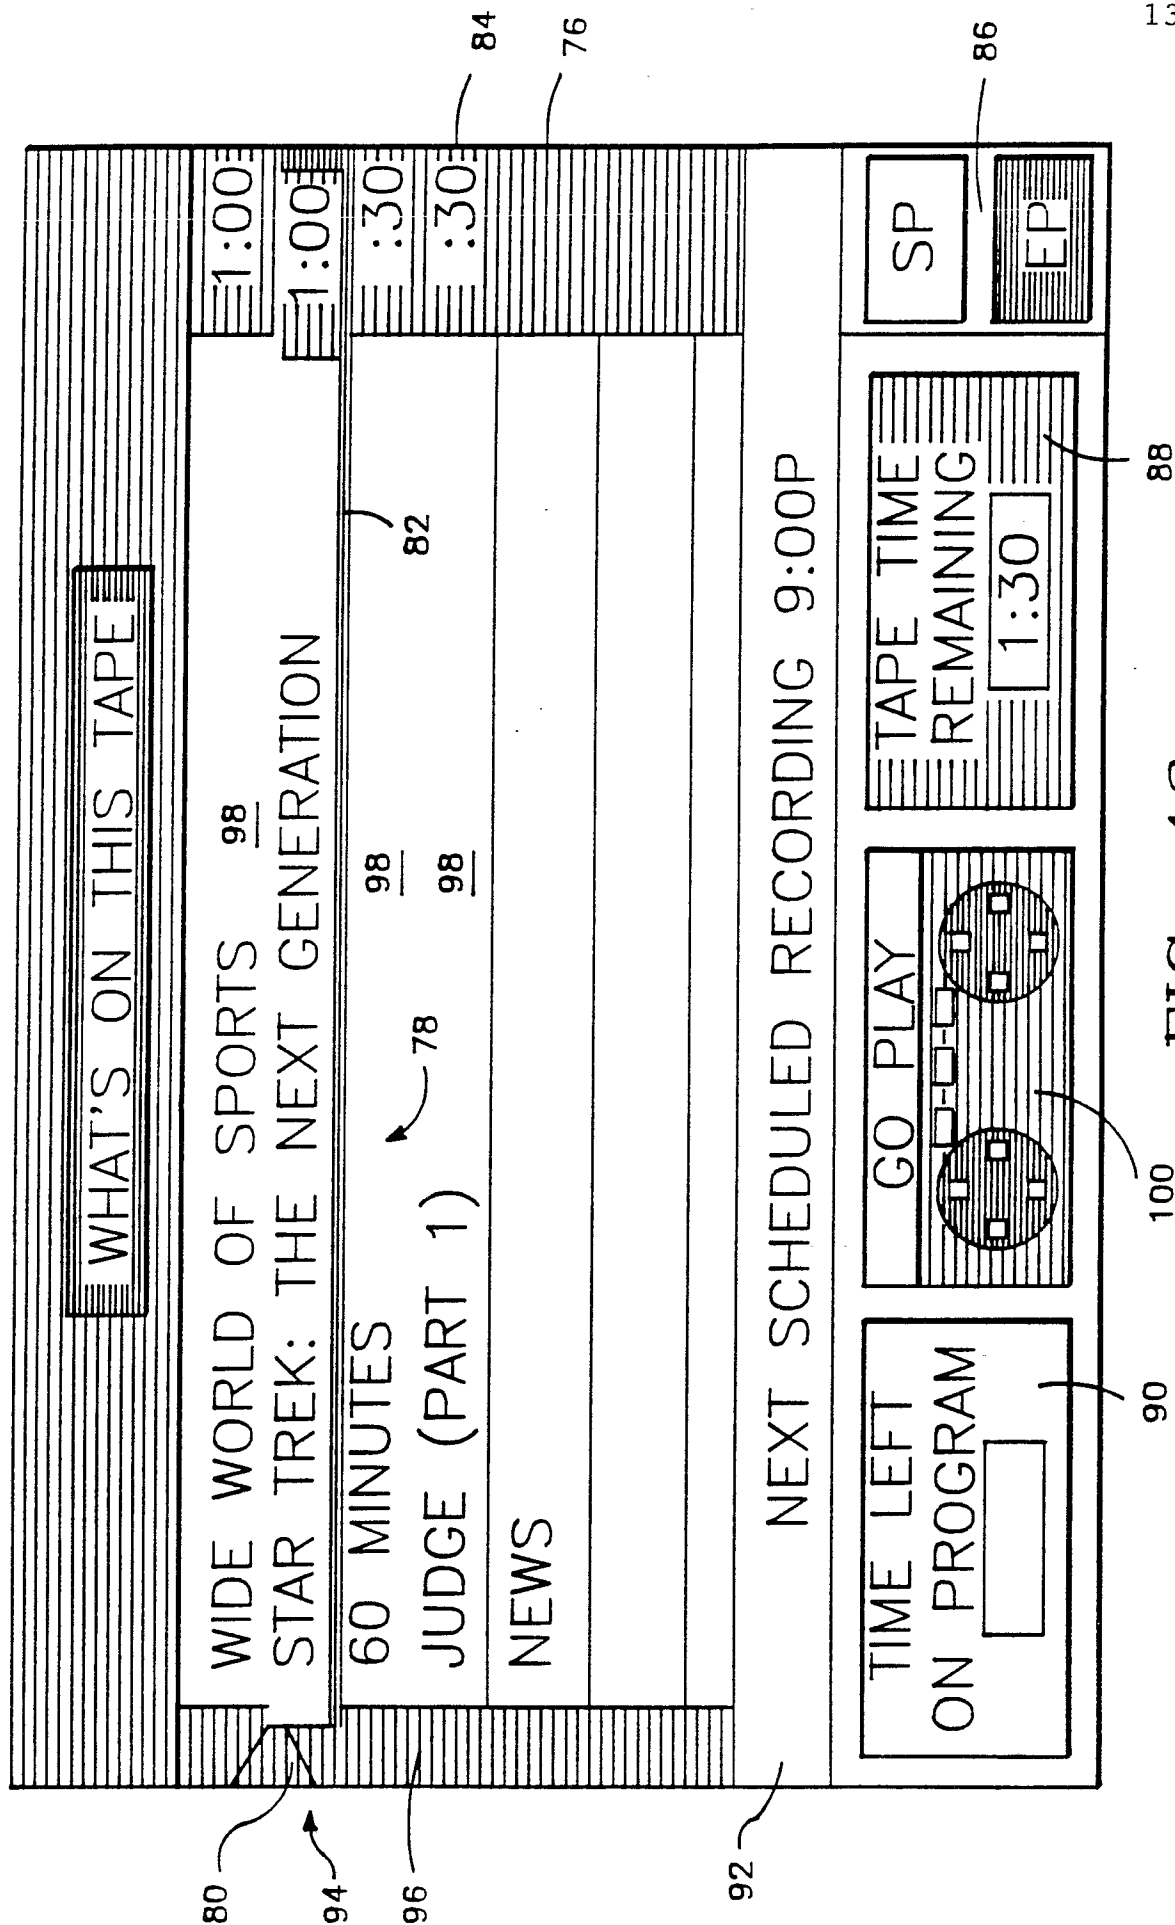 13
WHAT'S ON THIS TAPE
WIDE WORLD OF SPORTS 98 1:00
STAR TREK: THE NEXT GENERATION 1:00
60 MINUTES 98 :30
JUDGE (PART 1) 98 :30
NEWS
NEXT SCHEDULED RECORDING 9:00P
TIME LEFT
ON PROGRAM
GO PLAY
TAPE TIME
REMAINING
1:30
SP
EP
80
94
96
92
78
82
84
76
86
90
100
88